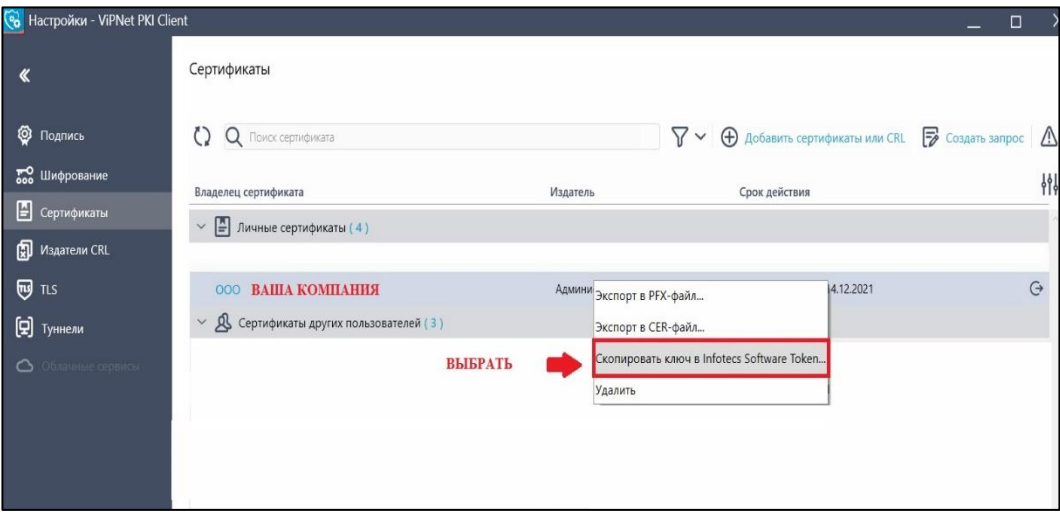 Настройки - ViPNet PKI Client
Сертификаты
Подпись
Поиск сертификата
Добавить сертификаты или CRL
Создать запрос
Шифрование
Владелец сертификата
Издатель
Срок действия
Сертификаты
Личные сертификаты (4)
Издатели CRL
TLS
ООО ВАША КОМПАНИЯ
4.12.2021
Экспорт в PFX-файл...
Туннели
Сертификаты других пользователей (3)
Экспорт в CER-файл...
Облачные сервисы
ВЫБРАТЬ
Скопировать ключ в Infotecs Software Token...
Удалить